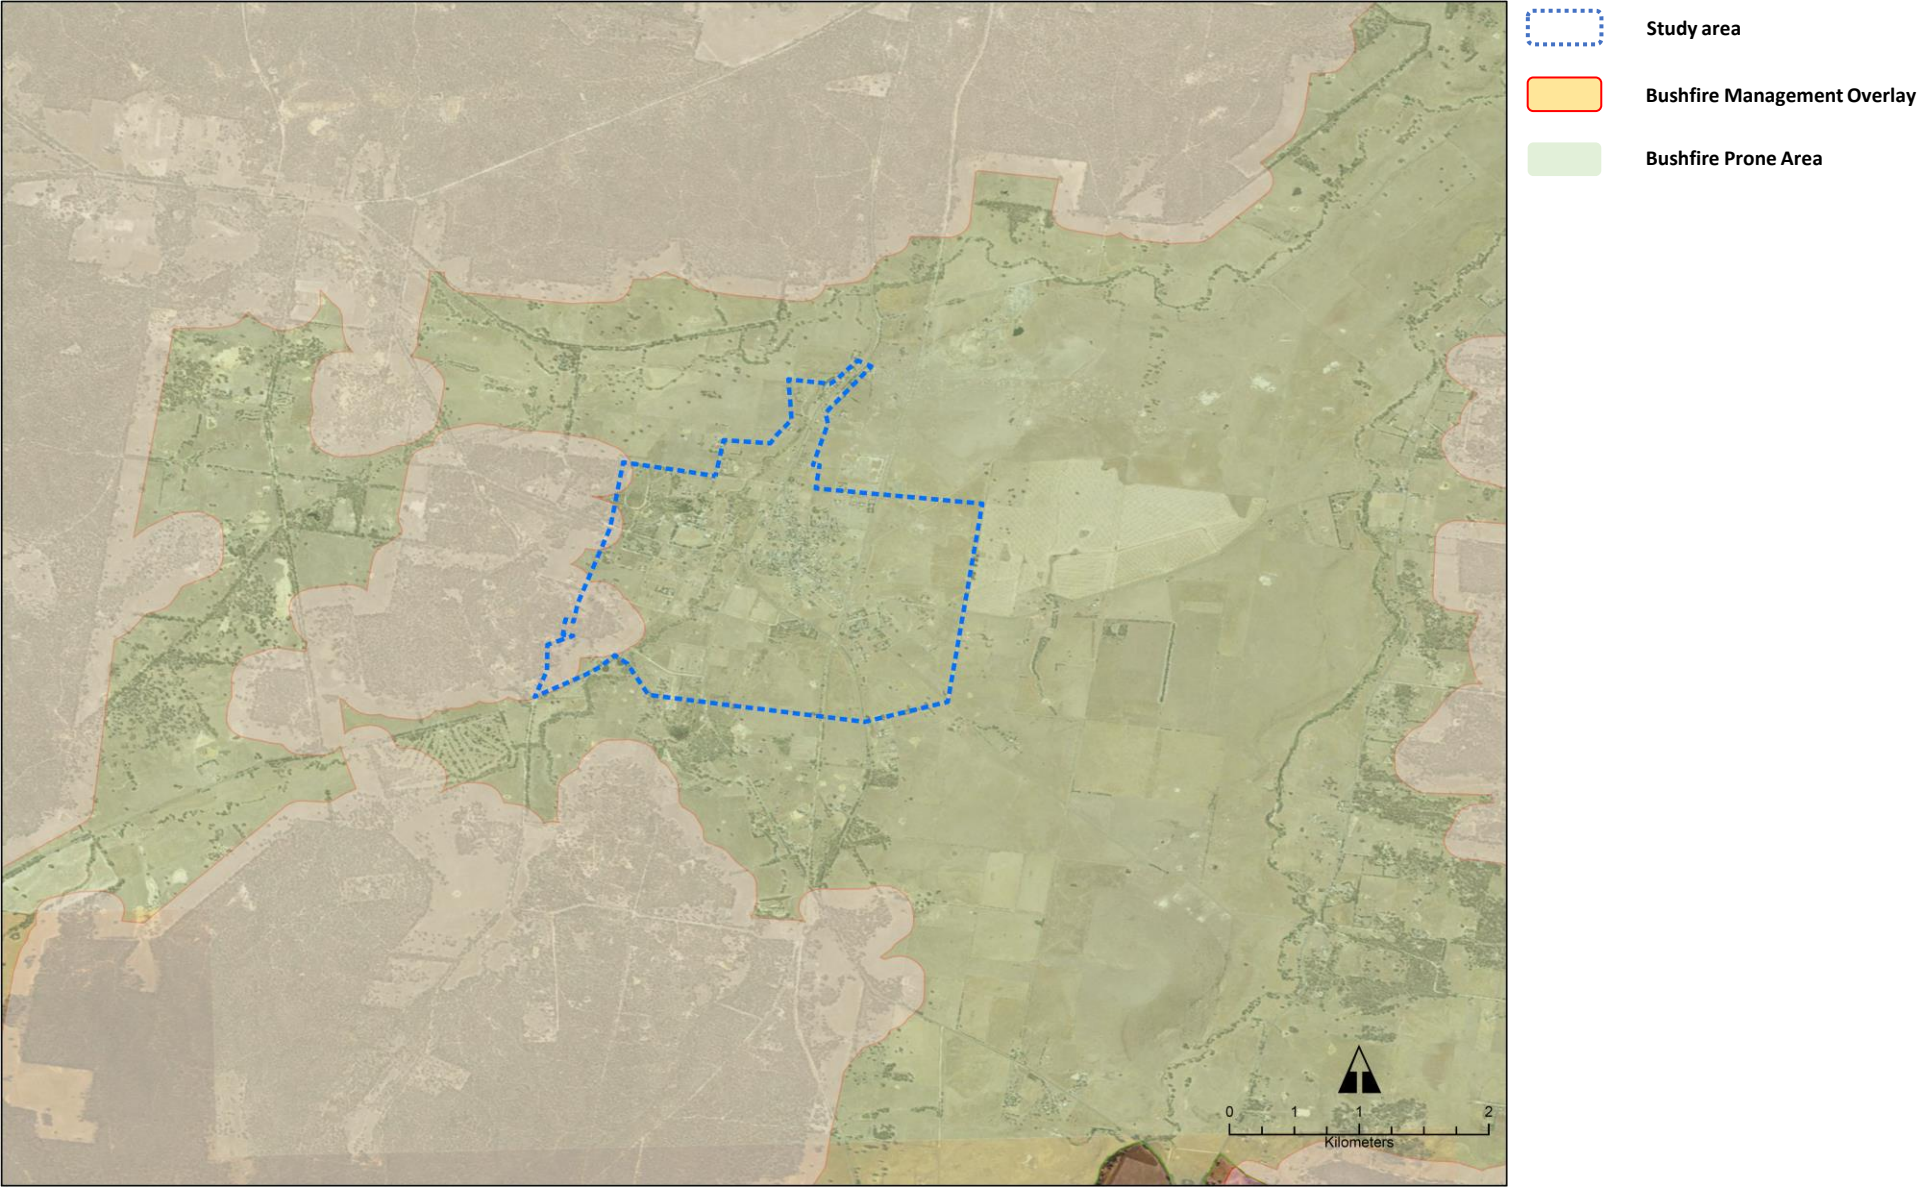 Study area
Bushfire Management Overlay
Bushfire Prone Area
0 1 1 2
Kilometers